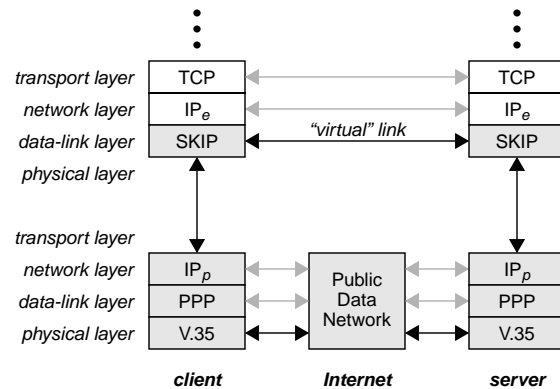 transport layer TCP TCP
network layer IPe IPe
data-link layer SKIP "virtual" link SKIP
physical layer
transport layer
network layer IPp IPp
data-link layer PPP Public Data Network PPP
physical layer V.35 V.35
client Internet server